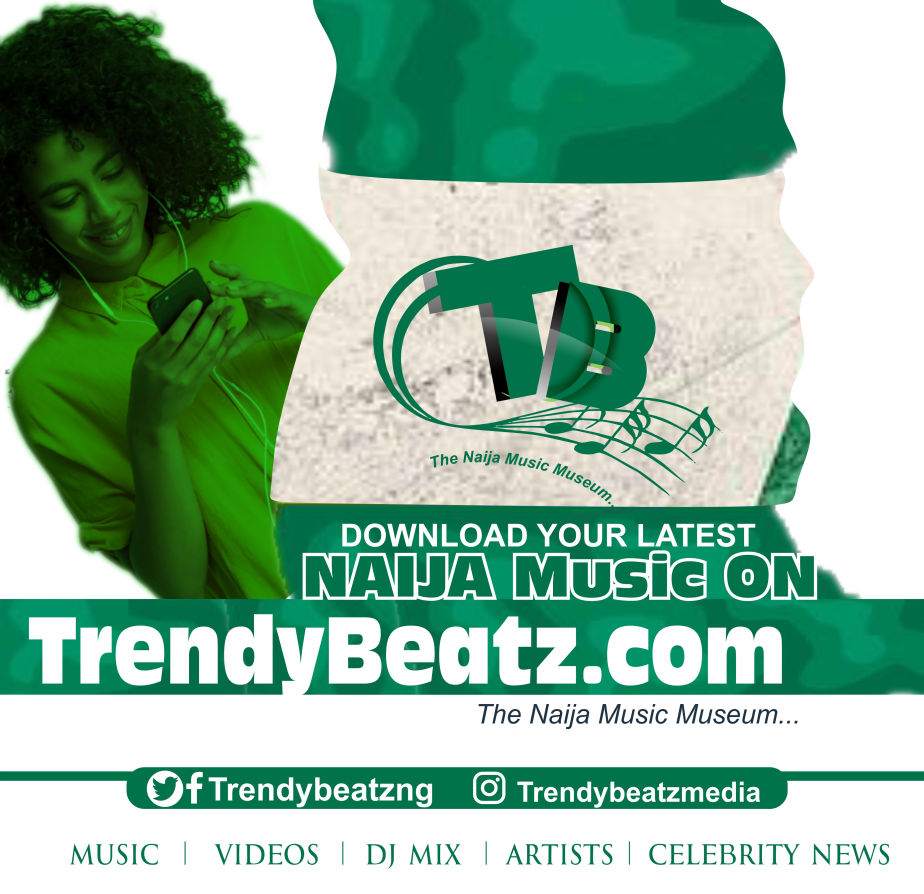 TB
The Naija Music Museum...
DOWNLOAD YOUR LATEST
NAIJA Music ON
TrendyBeatz.com
The Naija Music Museum...
Trendybeatzng
Trendybeatzmedia
MUSIC | VIDEOS | DJ MIX | ARTISTS | CELEBRITY NEWS